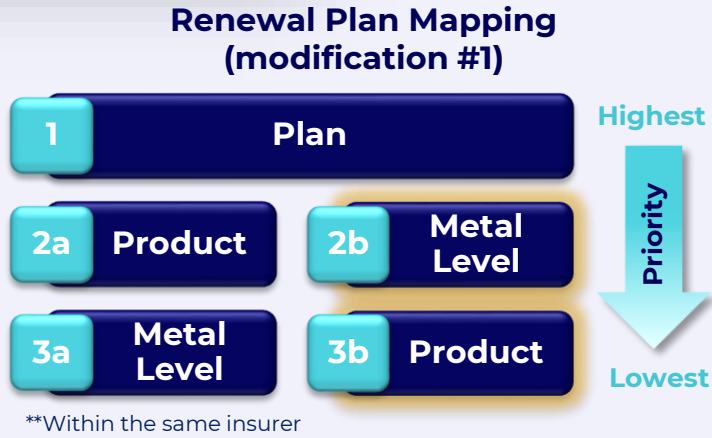 Renewal Plan Mapping
(modification #1)
1
Plan
Highest
2a
Product
2b
Metal
Level
Priority
3a
Metal
Level
3b
Product
Lowest
**Within the same insurer